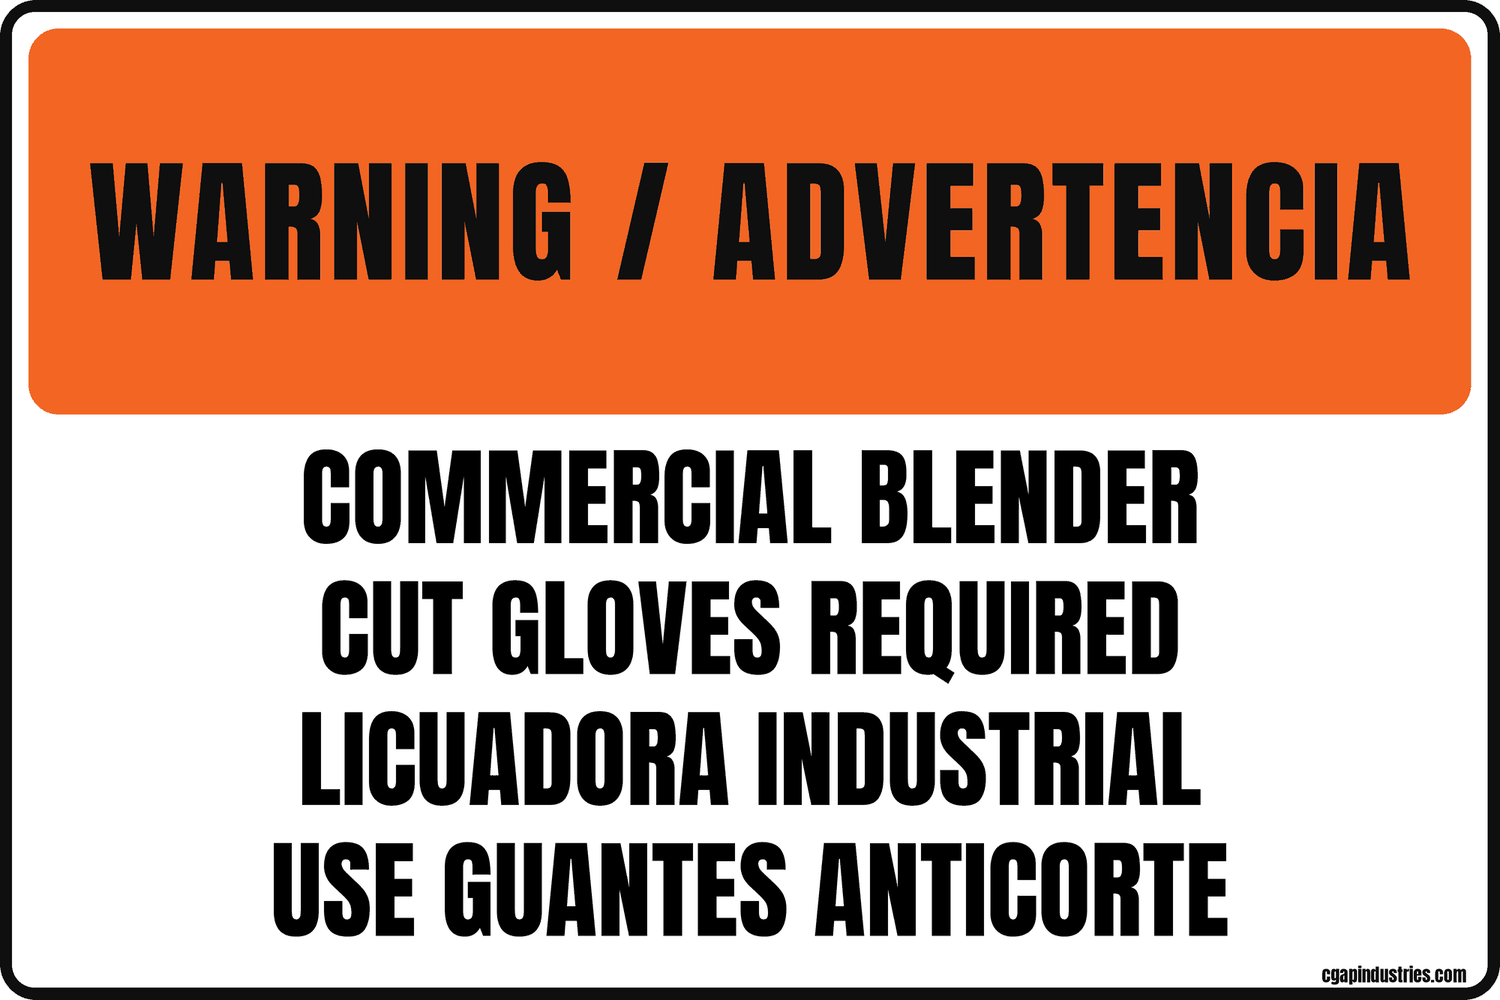 WARNING / ADVERTENCIA
COMMERCIAL BLENDER
CUT GLOVES REQUIRED
LICUADORA INDUSTRIAL
USE GUANTES ANTICORTE
cgapindustries.com